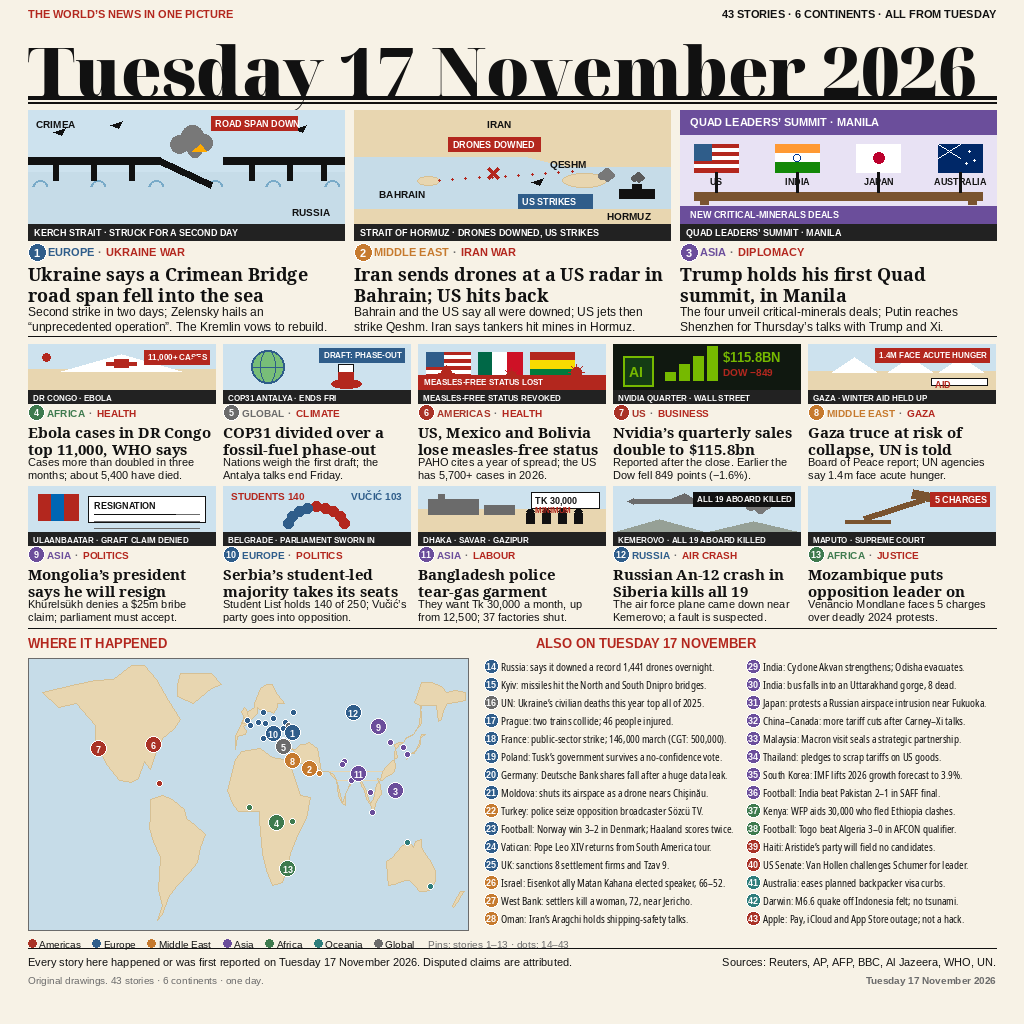 THE WORLD'S NEWS IN ONE PICTURE
43 STORIES · 6 CONTINENTS · ALL FROM TUESDAY
Tuesday 17 November 2026
CRIMEA
ROAD SPAN DOWN
RUSSIA
KERCH STRAIT · STRUCK FOR A SECOND DAY
IRAN
DRONES DOWNED
QESHM
BAHRAIN
US STRIKES
HORMUZ
STRAIT OF HORMUZ · DRONES DOWNED, US STRIKES
QUAD LEADERS' SUMMIT · MANILA
US
INDIA
JAPAN
AUSTRALIA
NEW CRITICAL-MINERALS DEALS
QUAD LEADERS' SUMMIT · MANILA
1 EUROPE · UKRAINE WAR
Ukraine says a Crimean Bridge
road span fell into the sea
Second strike in two days; Zelensky hails an
“unprecedented operation”. The Kremlin vows to rebuild.
2 MIDDLE EAST · IRAN WAR
Iran sends drones at a US radar in
Bahrain; US hits back
Bahrain and the US say all were downed; US jets then
strike Qeshm. Iran says tankers hit mines in Hormuz.
3 ASIA · DIPLOMACY
Trump holds his first Quad
summit, in Manila
The four unveil critical-minerals deals; Putin reaches
Shenzhen for Thursday's talks with Trump and Xi.
11,000+ CASES
DR CONGO · EBOLA
4 AFRICA · HEALTH
Ebola cases in DR Congo
top 11,000, WHO says
Cases more than doubled in three
months; about 5,400 have died.
DRAFT: PHASE-OUT
COP31 ANTALYA · ENDS FRI
5 GLOBAL · CLIMATE
COP31 divided over a
fossil-fuel phase-out
Nations weigh the first draft; the
Antalya talks end Friday.
MEASLES-FREE STATUS LOST
MEASLES-FREE STATUS REVOKED
6 AMERICAS · HEALTH
US, Mexico and Bolivia
lose measles-free status
PAHO cites a year of spread; the US
has 5,700+ cases in 2026.
AI
$115.8BN
DOW −849
NVIDIA QUARTER · WALL STREET
7 US · BUSINESS
Nvidia's quarterly sales
double to $115.8bn
Reported after the close. Earlier the
Dow fell 849 points (−1.6%).
1.4M FACE ACUTE HUNGER
AID
GAZA · WINTER AID HELD UP
8 MIDDLE EAST · GAZA
Gaza truce at risk of
collapse, UN is told
Board of Peace report; UN agencies
say 1.4m face acute hunger.
RESIGNATION
ULAANBAATAR · GRAFT CLAIM DENIED
9 ASIA · POLITICS
Mongolia's president
says he will resign
Khürelsükh denies a $25m bribe
claim; parliament must accept.
STUDENTS 140
VUČIĆ 103
BELGRADE · PARLIAMENT SWORN IN
10 EUROPE · POLITICS
Serbia's student-led
majority takes its seats
Student List holds 140 of 250; Vučić's
party goes into opposition.
TK 30,000
MINIMUM
DHAKA · SAVAR · GAZIPUR
11 ASIA · LABOUR
Bangladesh police
tear-gas garment
They want Tk 30,000 a month, up
from 12,500; 37 factories shut.
ALL 19 ABOARD KILLED
KEMEROVO · ALL 19 ABOARD KILLED
12 RUSSIA · AIR CRASH
Russian An-12 crash in
Siberia kills all 19
The air force plane came down near
Kemerovo; a fault is suspected.
5 CHARGES
MAPUTO · SUPREME COURT
13 AFRICA · JUSTICE
Mozambique puts
opposition leader on
Venâncio Mondlane faces 5 charges
over deadly 2024 protests.
WHERE IT HAPPENED
7
6
10
1
5
8
2
12
9
11
3
4
13
Americas Europe Middle East Asia Africa Oceania Global Pins: stories 1–13 · dots: 14–43
ALSO ON TUESDAY 17 NOVEMBER
14 Russia: says it downed a record 1,441 drones overnight.
15 Kyiv: missiles hit the North and South Dnipro bridges.
16 UN: Ukraine's civilian deaths this year top all of 2025.
17 Prague: two trains collide; 46 people injured.
18 France: public-sector strike; 146,000 march (CGT: 500,000).
19 Poland: Tusk's government survives a no-confidence vote.
20 Germany: Deutsche Bank shares fall after a huge data leak.
21 Moldova: shuts its airspace as a drone nears Chișinău.
22 Turkey: police seize opposition broadcaster Sözcü TV.
23 Football: Norway win 3–2 in Denmark; Haaland scores twice.
24 Vatican: Pope Leo XIV returns from South America tour.
25 UK: sanctions 8 settlement firms and Tzav 9.
26 Israel: Eisenkot ally Matan Kahana elected speaker, 66–52.
27 West Bank: settlers kill a woman, 72, near Jericho.
28 Oman: Iran's Aragchi holds shipping-safety talks.
29 India: Cyclone Akvan strengthens; Odisha evacuates.
30 India: bus falls into an Uttarakhand gorge, 8 dead.
31 Japan: protests a Russian airspace intrusion near Fukuoka.
32 China–Canada: more tariff cuts after Carney–Xi talks.
33 Malaysia: Macron visit seals a strategic partnership.
34 Thailand: pledges to scrap tariffs on US goods.
35 South Korea: IMF lifts 2026 growth forecast to 3.9%.
36 Football: India beat Pakistan 2–1 in SAFF final.
37 Kenya: WFP aids 30,000 who fled Ethiopia clashes.
38 Football: Togo beat Algeria 3–0 in AFCON qualifier.
39 Haiti: Aristide's party will field no candidates.
40 US Senate: Van Hollen challenges Schumer for leader.
41 Australia: eases planned backpacker visa curbs.
42 Darwin: M6.6 quake off Indonesia felt; no tsunami.
43 Apple: Pay, iCloud and App Store outage; not a hack.
Every story here happened or was first reported on Tuesday 17 November 2026. Disputed claims are attributed.
Sources: Reuters, AP, AFP, BBC, Al Jazeera, WHO, UN.
Original drawings. 43 stories · 6 continents · one day.
Tuesday 17 November 2026